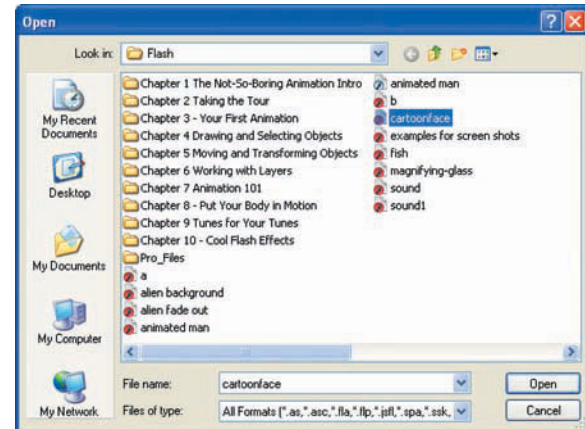 Open
Look in: Flash
My Recent
Documents
Desktop
My Documents
My Computer
My Network
Chapter 1 The Not-So-Boring Animation Intro
Chapter 2 Taking the Tour
Chapter 3 - Your First Animation
Chapter 4 Drawing and Selecting Objects
Chapter 5 Moving and Transforming Objects
Chapter 6 Working with Layers
Chapter 7 Animation 101
Chapter 8 - Put Your Body in Motion
Chapter 9 Tunes for Your Tunes
Chapter 10 - Cool Flash Effects
Pro_Files
a
alien background
alien fade out
animated man
animated man
b
cartoonface
examples for screen shots
fish
magnifying-glass
sound
sound1
File name: cartoonface
Open
Files of type: All Formats (*.as,*.asc,*.fla,*.flp,*.jsfl,*.spa,*.ssk,
Cancel